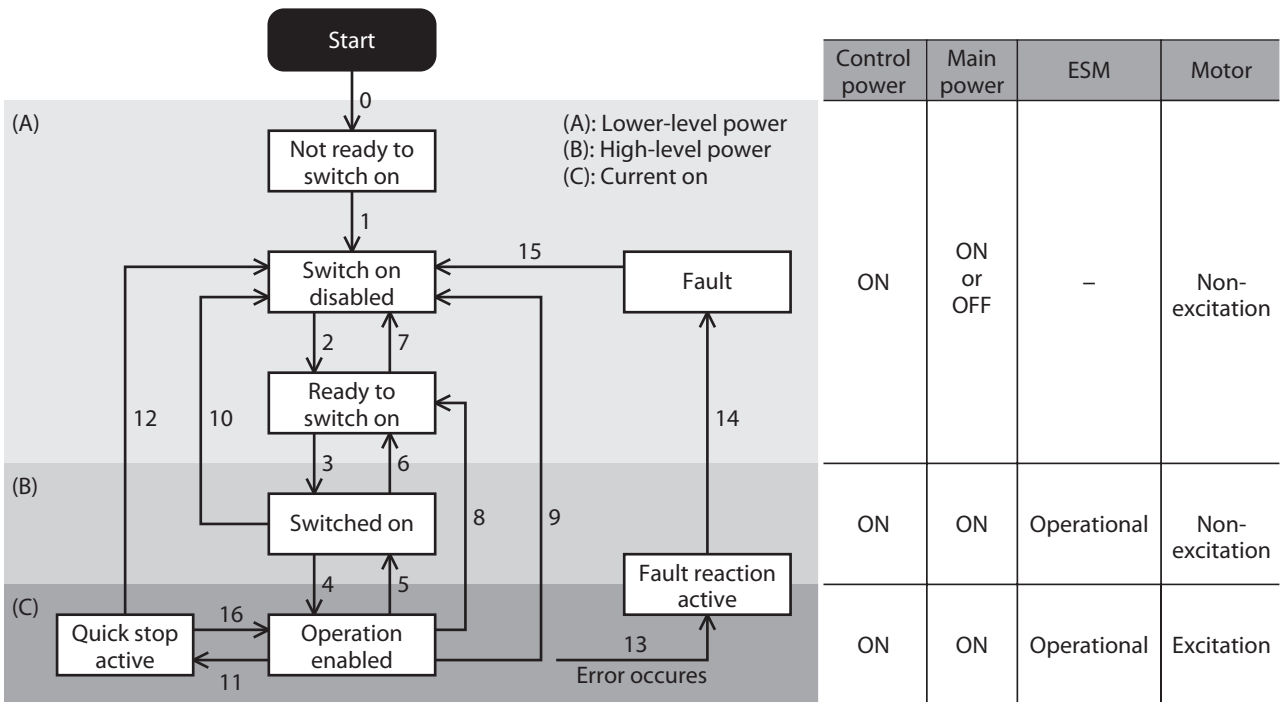 Start
0
(A)
(A): Lower-level power
(B): High-level power
(C): Current on
Not ready to
switch on
1
15
Switch on
disabled
Fault
2
7
Ready to
switch on
12
10
14
3
6
(B)
Switched on
8
9
4
5
Fault reaction
active
(C)
16
Quick stop
active
Operation
enabled
13
11
Error occures
Control
power
Main
power
ESM
Motor
ON
ON
or
OFF
–
Non-
excitation
ON
ON
Operational
Non-
excitation
ON
ON
Operational
Excitation